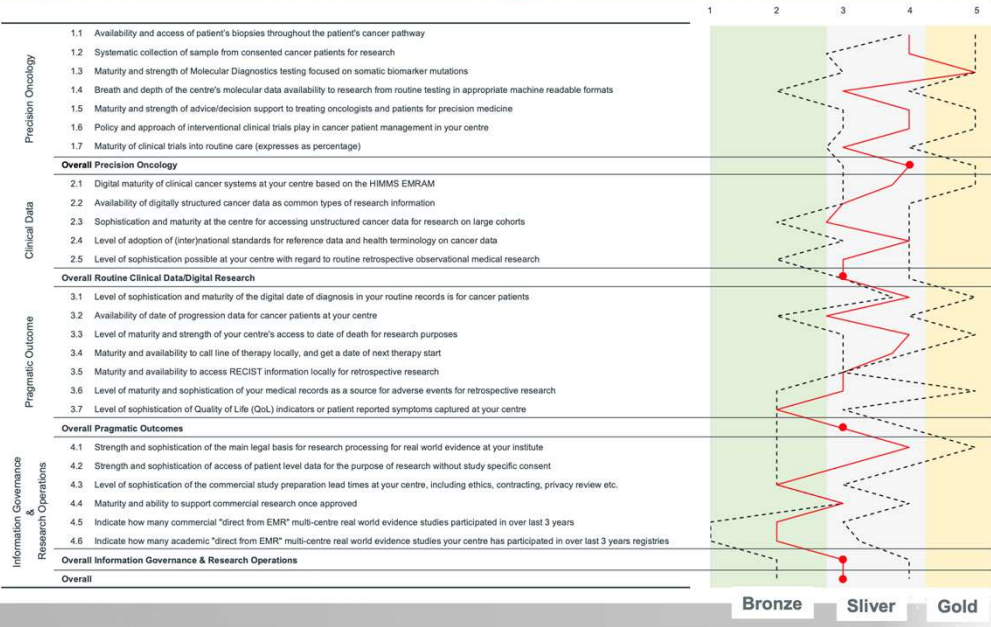 1 2 3 4 5
Precision Oncology
1.1 Availability and access of patient's biopsies throughout the patient's cancer pathway
1.2 Systematic collection of sample from consented cancer patients for research
1.3 Maturity and strength of Molecular Diagnostics testing focused on somatic biomarker mutations
1.4 Breath and depth of the centre's molecular data availability to research from routine testing in appropriate machine readable formats
1.5 Maturity and strength of advice/decision support to treating oncologists and patients for precision medicine
1.6 Policy and approach of interventional clinical trials play in cancer patient management in your centre
1.7 Maturity of clinical trials into routine care (expresses as percentage)
Overall Precision Oncology
Clinical Data
2.1 Digital maturity of clinical cancer systems at your centre based on the HIMMS EMRAM
2.2 Availability of digitally structured cancer data as common types of research information
2.3 Sophistication and maturity at the centre for accessing unstructured cancer data for research on large cohorts
2.4 Level of adoption of (inter)national standards for reference data and health terminology on cancer data
2.5 Level of sophistication possible at your centre with regard to routine retrospective observational medical research
Overall Routine Clinical Data/Digital Research
Pragmatic Outcome
3.1 Level of sophistication and maturity of the digital date of diagnosis in your routine records is for cancer patients
3.2 Availability of date of progression data for cancer patients at your centre
3.3 Level of maturity and strength of your centre's access to date of death for research purposes
3.4 Maturity and availability to call line of therapy locally, and get a date of next therapy start
3.5 Maturity and availability to access RECIST information locally for retrospective research
3.6 Level of maturity and sophistication of your medical records as a source for adverse events for retrospective research
3.7 Level of sophistication of Quality of Life (QoL) indicators or patient reported symptoms captured at your centre
Overall Pragmatic Outcomes
Information Governance
&
Research Operations
4.1 Strength and sophistication of the main legal basis for research processing for real world evidence at your institute
4.2 Strength and sophistication of access of patient level data for the purpose of research without study specific consent
4.3 Level of sophistication of the commercial study preparation lead times at your centre, including ethics, contracting, privacy review etc.
4.4 Maturity and ability to support commercial research once approved
4.5 Indicate how many commercial "direct from EMR" multi-centre real world evidence studies participated in over last 3 years
4.6 Indicate how many academic "direct from EMR" multi-centre real world evidence studies your centre has participated in over last 3 years registries
Overall Information Governance & Research Operations
Overall
Bronze Sliver Gold